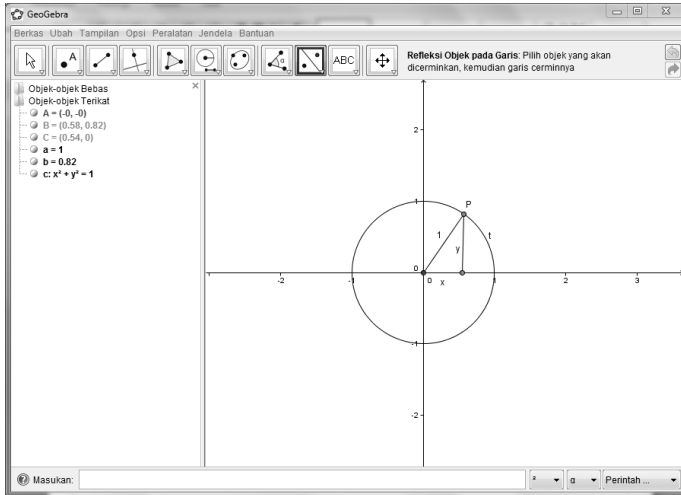 GeoGebra
Berkas Ubah Tampilan Opsi Peralatan Jendela Bantuan
A
α
ABC
Refleksi Objek pada Garis: Pilih objek yang akan
dicerminkan, kemudian garis cerminnya
Objek-objek Bebas
Objek-objek Terikat
A = (-0, -0)
B = (0.58, 0.82)
C = (0.54, 0)
a = 1
b = 0.82
c: x² + y² = 1
2
1
P
1
t
y
0
-2 -1 0 x 1 2 3
-1
-2
Masukan: ² α Perintah ...